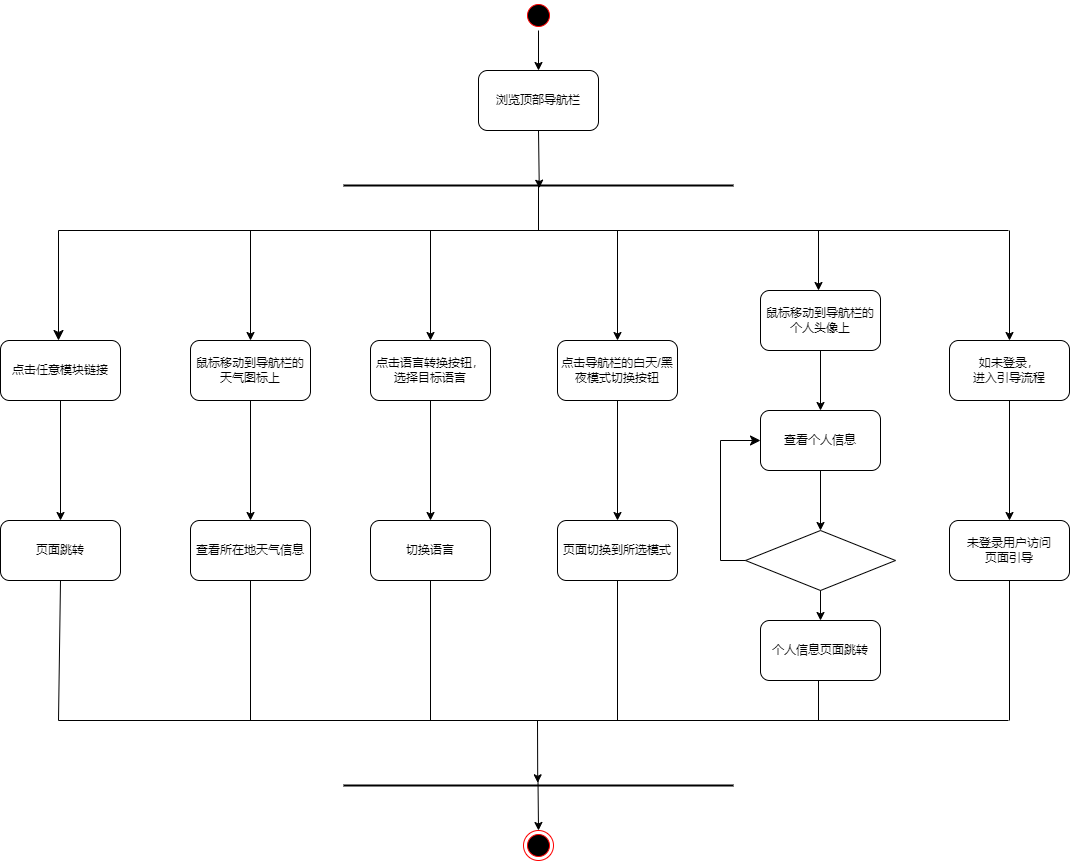 浏览顶部导航栏
鼠标移动到导航栏的
个人头像上
点击任意模块链接
鼠标移动到导航栏的
天气图标上
点击语言转换按钮，
选择目标语言
点击导航栏的白天/黑
夜模式切换按钮
如未登录，
进入引导流程
查看个人信息
页面跳转
查看所在地天气信息
切换语言
页面切换到所选模式
未登录用户访问
页面引导
个人信息页面跳转